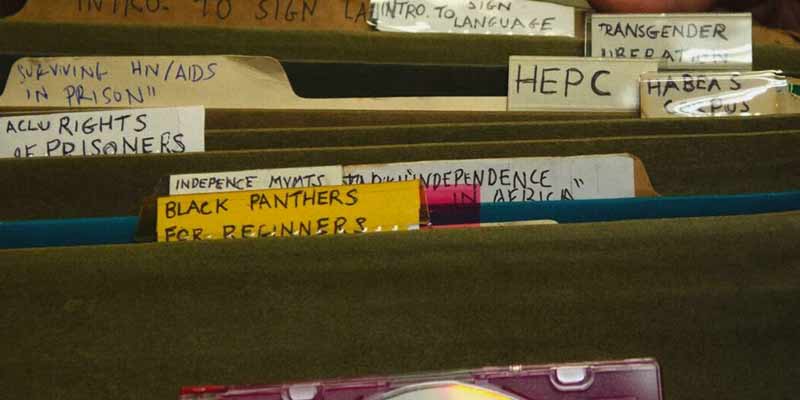 INTRO. TO SIGN
INTRO. TO SIGN
LANGUAGE
TRANSGENDER
LIBERATION
SURVIVING HIV/AIDS
IN PRISON"
HEP C
HABEAS
CORPUS
ACLU RIGHTS
OF PRISONERS
INDEPENCE MVMTS
"INDEPENDENCE
IN AFRICA"
BLACK PANTHERS
FOR BEGINNERS